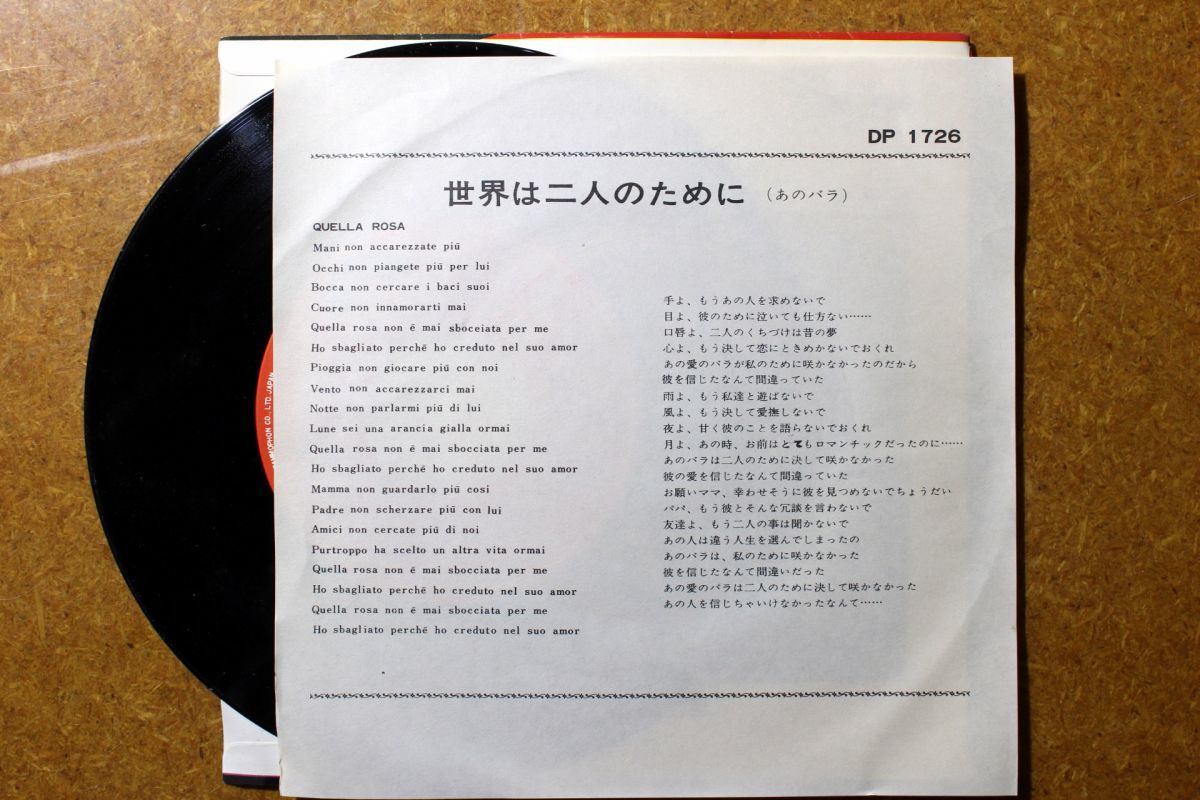 DP 1726
世界は二人のために (あのバラ)
QUELLA ROSA
Mani non accarezzate piū
Occhi non piangete piū per lui
Bocca non cercare i baci suoi
Cuore non innamorarti mai
Quella rosa non ē mai sboceiata per me
Ho sbagliato perchē ho creduto nel suo amor
Pioggia non giocare piū con noi
Vento non accarezzarci mai
Notte non parlarmi piū di lui
Lune sei una arancia gialla ormai
Quella rosa non ē mai sbocciata per me
Ho sbagliato perchē ho creduto nel suo amor
Mamma non guardarlo piū cosi
Padre non scherzare piū con lui
Amici non cercate piū di noi
Purtroppo ha scelto un altra vita ormai
Quella rosa non ē mai sbocciata per me
Ho sbagliato perchē ho creduto nel suo amor
Quella rosa non ē mai sbocciata per me
Ho sbagliato perchē ho creduto nel suo amor
手よ、もうあの人を求めないで
目よ、彼のために泣いても仕方ない……
口唇よ、二人のくちづけは昔の夢
心よ、もう決して恋にときめかないでおくれ
あの愛のバラが私のために咲かなかったのだから
彼を信じたなんて間違っていた
雨よ、もう私達と遊ばないで
風よ、もう決して愛撫しないで
夜よ、甘く彼のことを語らないでおくれ
月よ、あの時、お前はとてもロマンチックだったのに……
あのバラは二人のために決して咲かなかった
彼の愛を信じたなんて間違っていた
お願いママ、幸わせそうに彼を見つめないでちょうだい
パパ、もう彼とそんな冗談を言わないで
友達よ、もう二人の事は聞かないで
あの人は違う人生を選んでしまったの
あのバラは、私のために咲かなかった
彼を信じたなんて間違いだった
あの愛のバラは二人のために決して咲かなかった
あの人を信じちゃいけなかったなんて……
CO., LTD. JAPAN